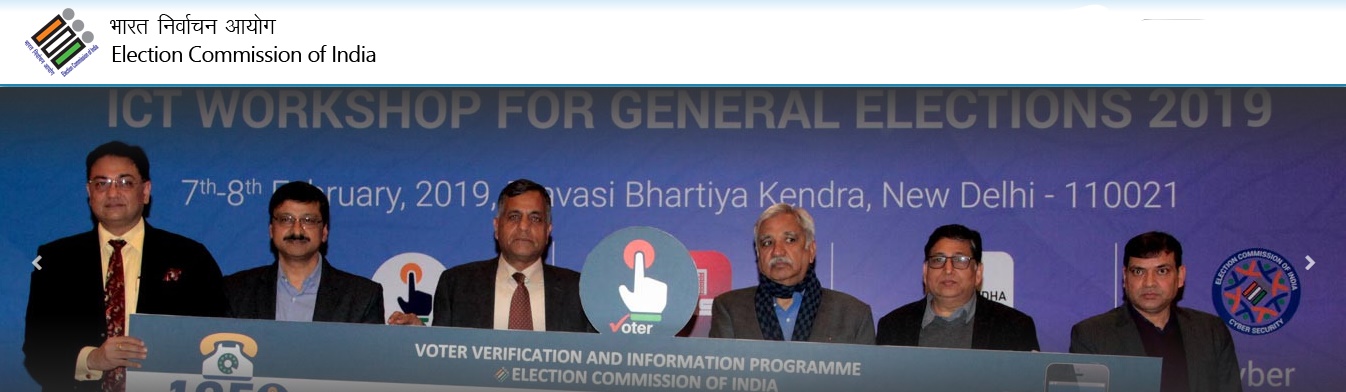 भारत निर्वाचन आयोग
Election Commission of India
ICT WORKSHOP FOR GENERAL ELECTIONS 2019
7th-8th February, 2019, Bhartiya Kendra, New Delhi - 110021
Voter
ELECTION COMMISSION OF INDIA
CYBER SECURITY
VOTER VERIFICATION AND INFORMATION PROGRAMME
ELECTION COMMISSION OF INDIA
1950